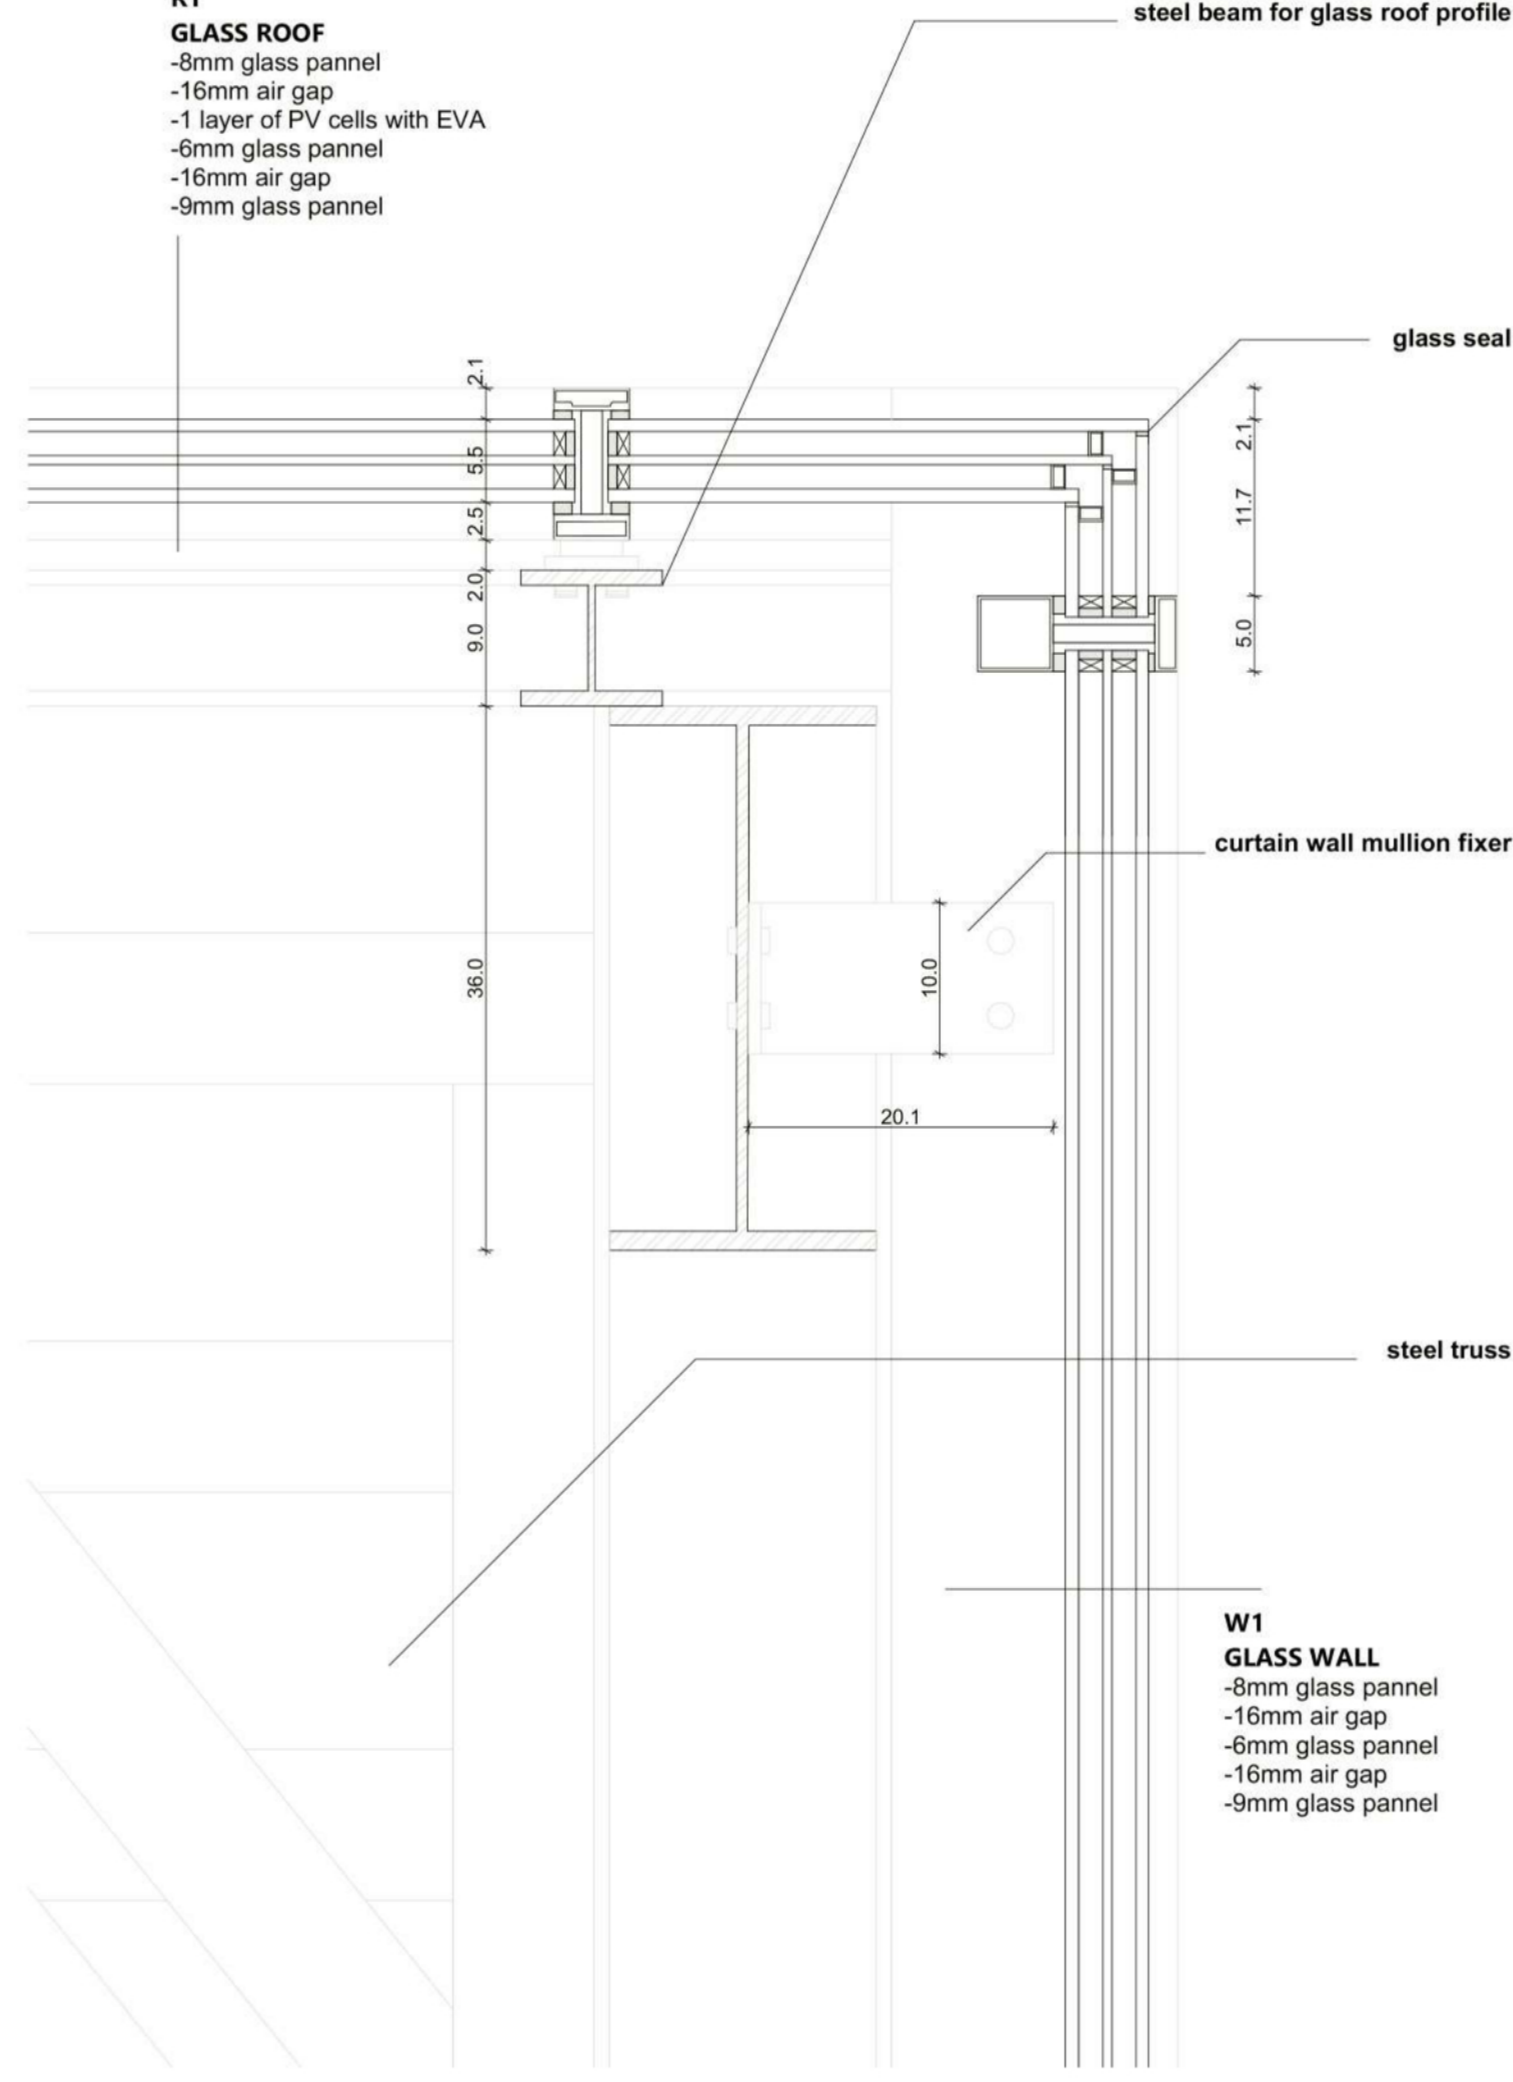 R1
GLASS ROOF
-8mm glass pannel
-16mm air gap
-1 layer of PV cells with EVA
-6mm glass pannel
-16mm air gap
-9mm glass pannel
steel beam for glass roof profile
glass seal
2.1
5.5
2.5
2.0
9.0
36.0
2.1
11.7
5.0
curtain wall mullion fixer
10.0
20.1
steel truss
W1
GLASS WALL
-8mm glass pannel
-16mm air gap
-6mm glass pannel
-16mm air gap
-9mm glass pannel